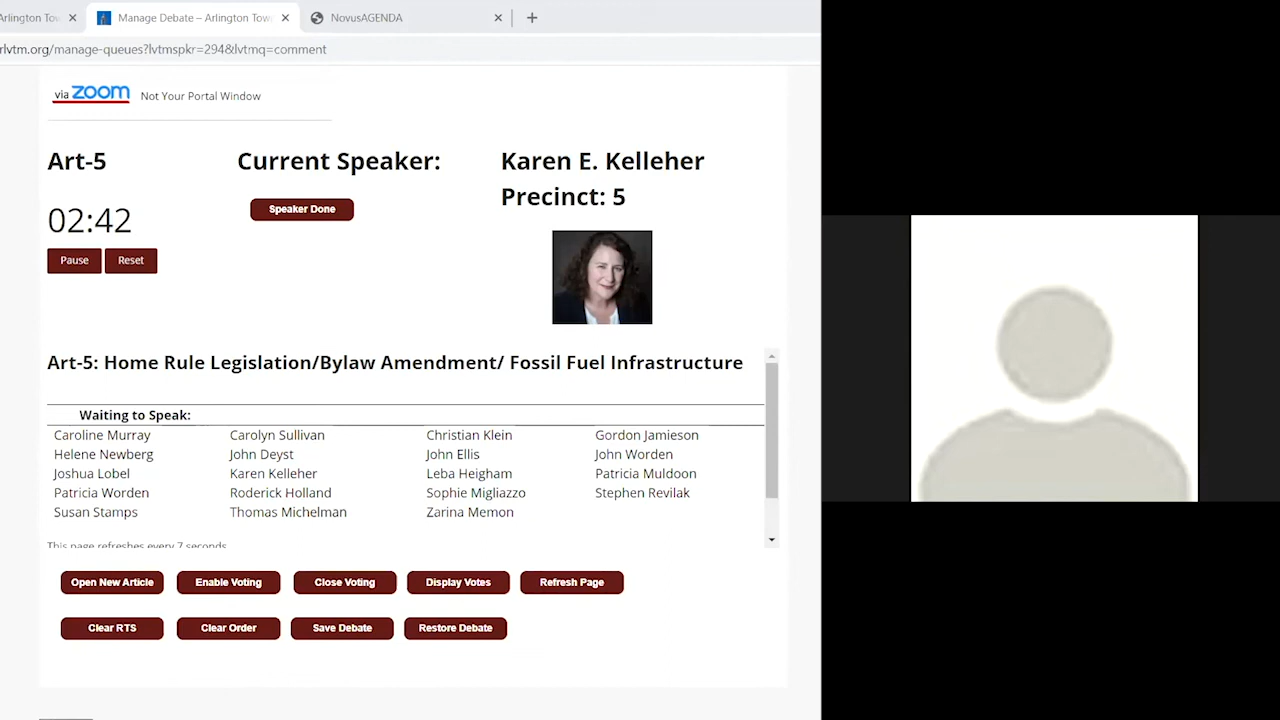 Arlington Tow
Manage Debate – Arlington Tow
NovusAGENDA
rlvtm.org/manage-queues?lvtmspkr=294&lvtmq=comment
via zoom Not Your Portal Window
Art-5 Current Speaker: Karen E. Kelleher
Precinct: 5
Speaker Done
02:42
Pause Reset
Art-5: Home Rule Legislation/Bylaw Amendment/ Fossil Fuel Infrastructure
Waiting to Speak:
Caroline Murray Carolyn Sullivan Christian Klein Gordon Jamieson
Helene Newberg John Deyst John Ellis John Worden
Joshua Lobel Karen Kelleher Leba Heigham Patricia Muldoon
Patricia Worden Roderick Holland Sophie Migliazzo Stephen Revilak
Susan Stamps Thomas Michelman Zarina Memon
This page refreshes every 7 seconds
Open New Article Enable Voting Close Voting Display Votes Refresh Page
Clear RTS Clear Order Save Debate Restore Debate